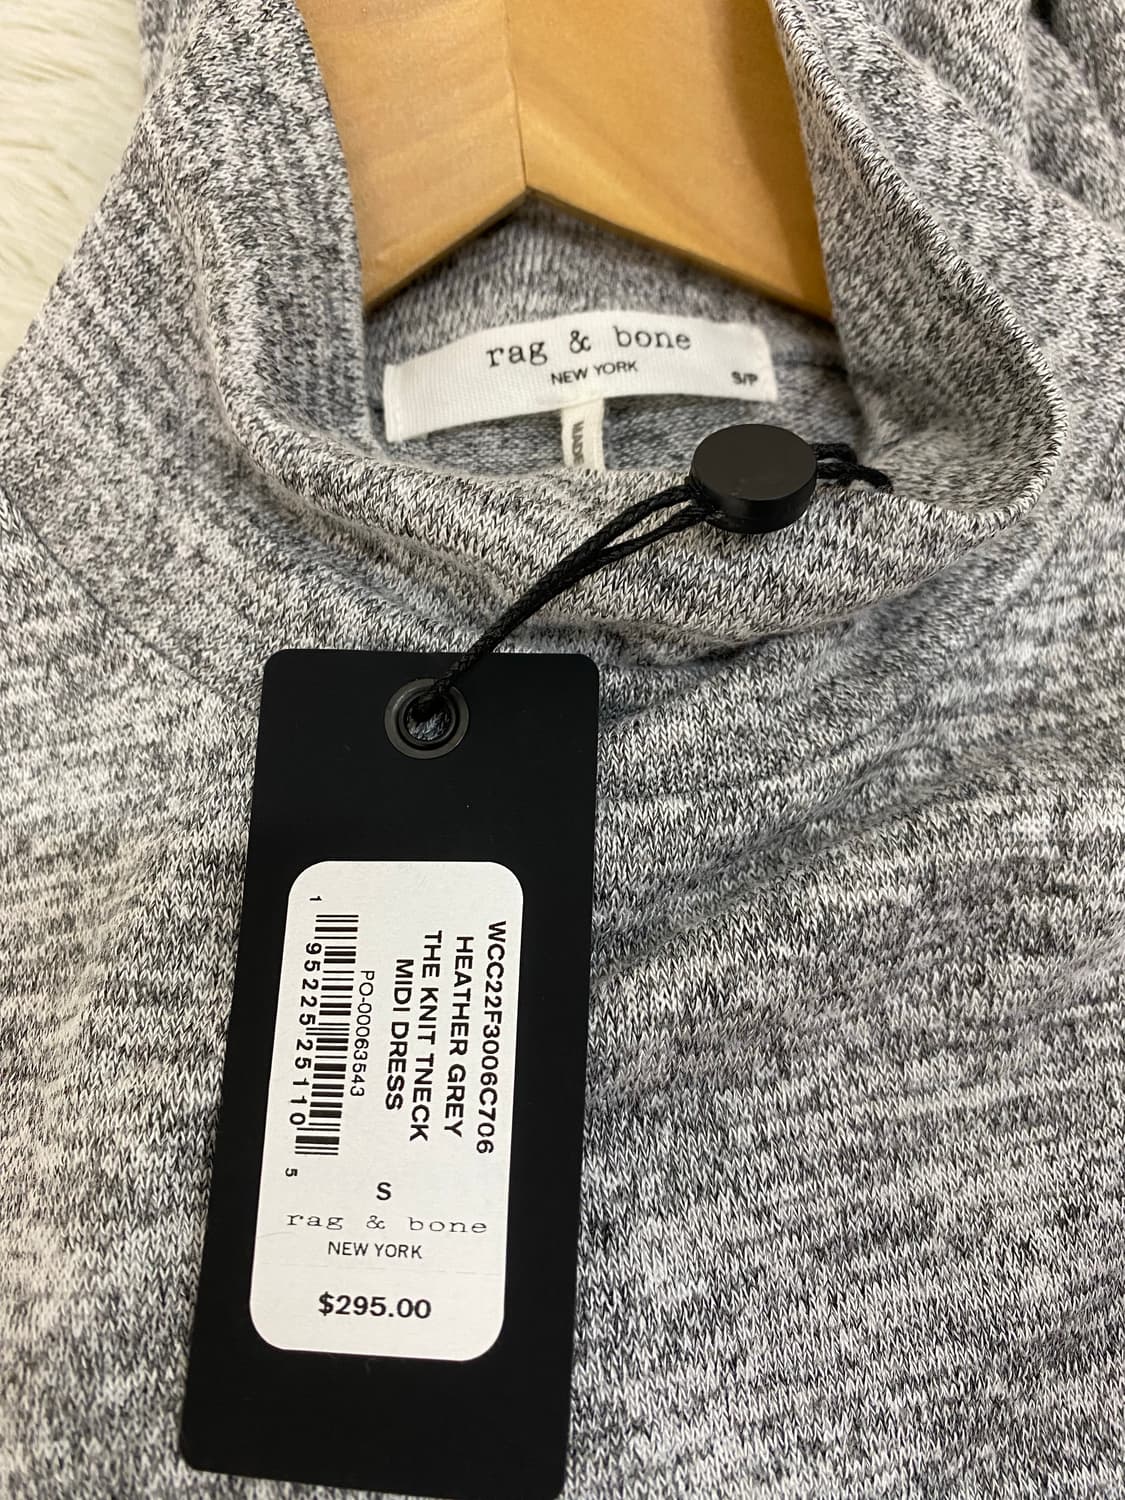 rag & bone
NEW YORK
S/P
MADE
WCC22F3006C706
HEATHER GREY
THE KNIT TNECK
MIDI DRESS
PO-00063543
1 95225 25110 5
S
rag & bone
NEW YORK
$295.00